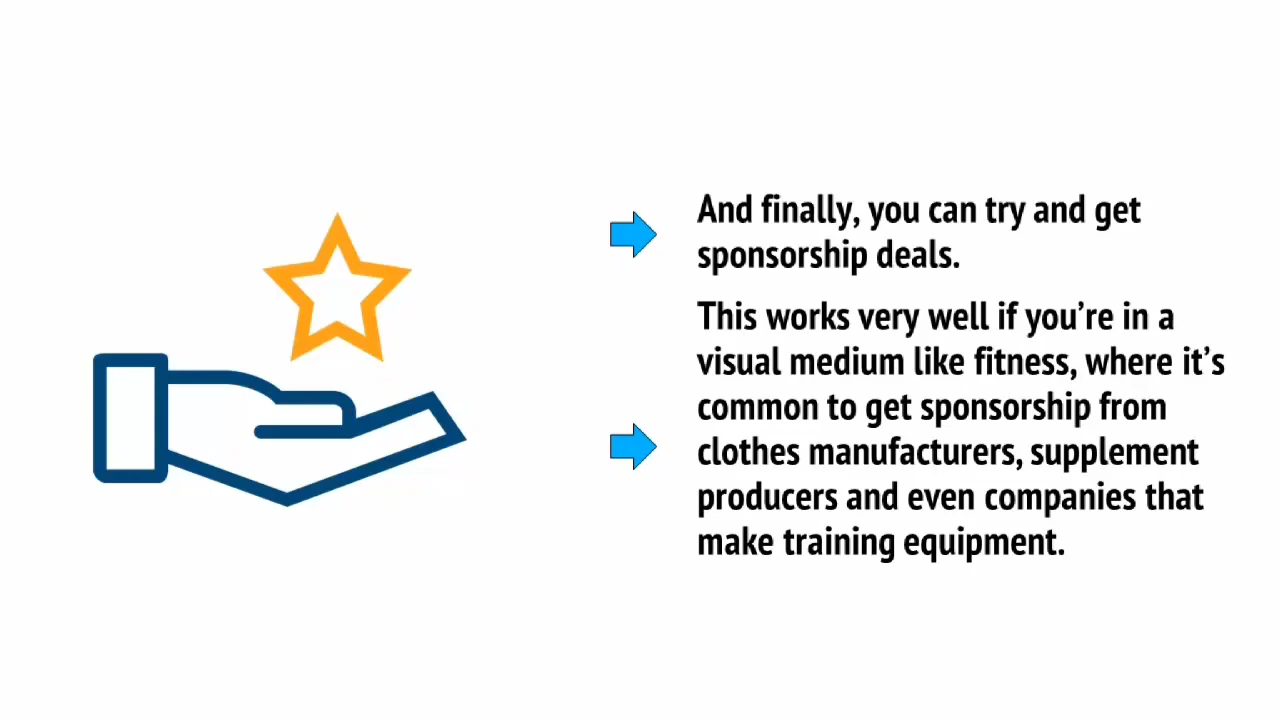 And finally, you can try and get
sponsorship deals.
This works very well if you’re in a
visual medium like fitness, where it’s
common to get sponsorship from
clothes manufacturers, supplement
producers and even companies that
make training equipment.